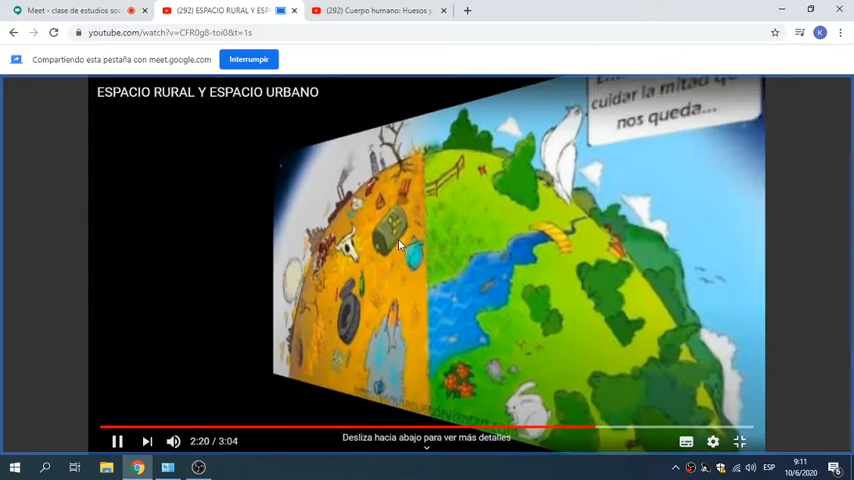 Meet - clase de estudios soc
(292) ESPACIO RURAL Y ESP
(292) Cuerpo humano: Huesos y
youtube.com/watch?v=CFR0g8-toi0&t=1s
K
Compartiendo esta pestaña con meet.google.com
Interrumpir
ESPACIO RURAL Y ESPACIO URBANO
cuidar la mitad que
nos queda...
2:20 / 3:04
Desliza hacia abajo para ver más detalles
ESP
9:11
10/6/2020